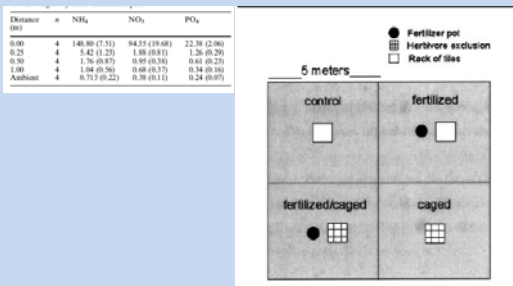 Distance n NH₄ NO₃ PO₄
(m)
0.00 4 148.80 (7.51) 94.35 (19.68) 22.38 (2.06)
0.25 4 5.42 (1.23) 1.88 (0.81) 1.26 (0.29)
0.50 4 1.76 (0.87) 0.95 (0.38) 0.61 (0.23)
1.00 4 1.04 (0.56) 0.68 (0.37) 0.34 (0.16)
Ambient 4 0.713 (0.22) 0.38 (0.11) 0.24 (0.07)
Fertilizer pot
Herbivore exclusion
Rack of tiles
5 meters
control fertilized
fertilized/caged caged